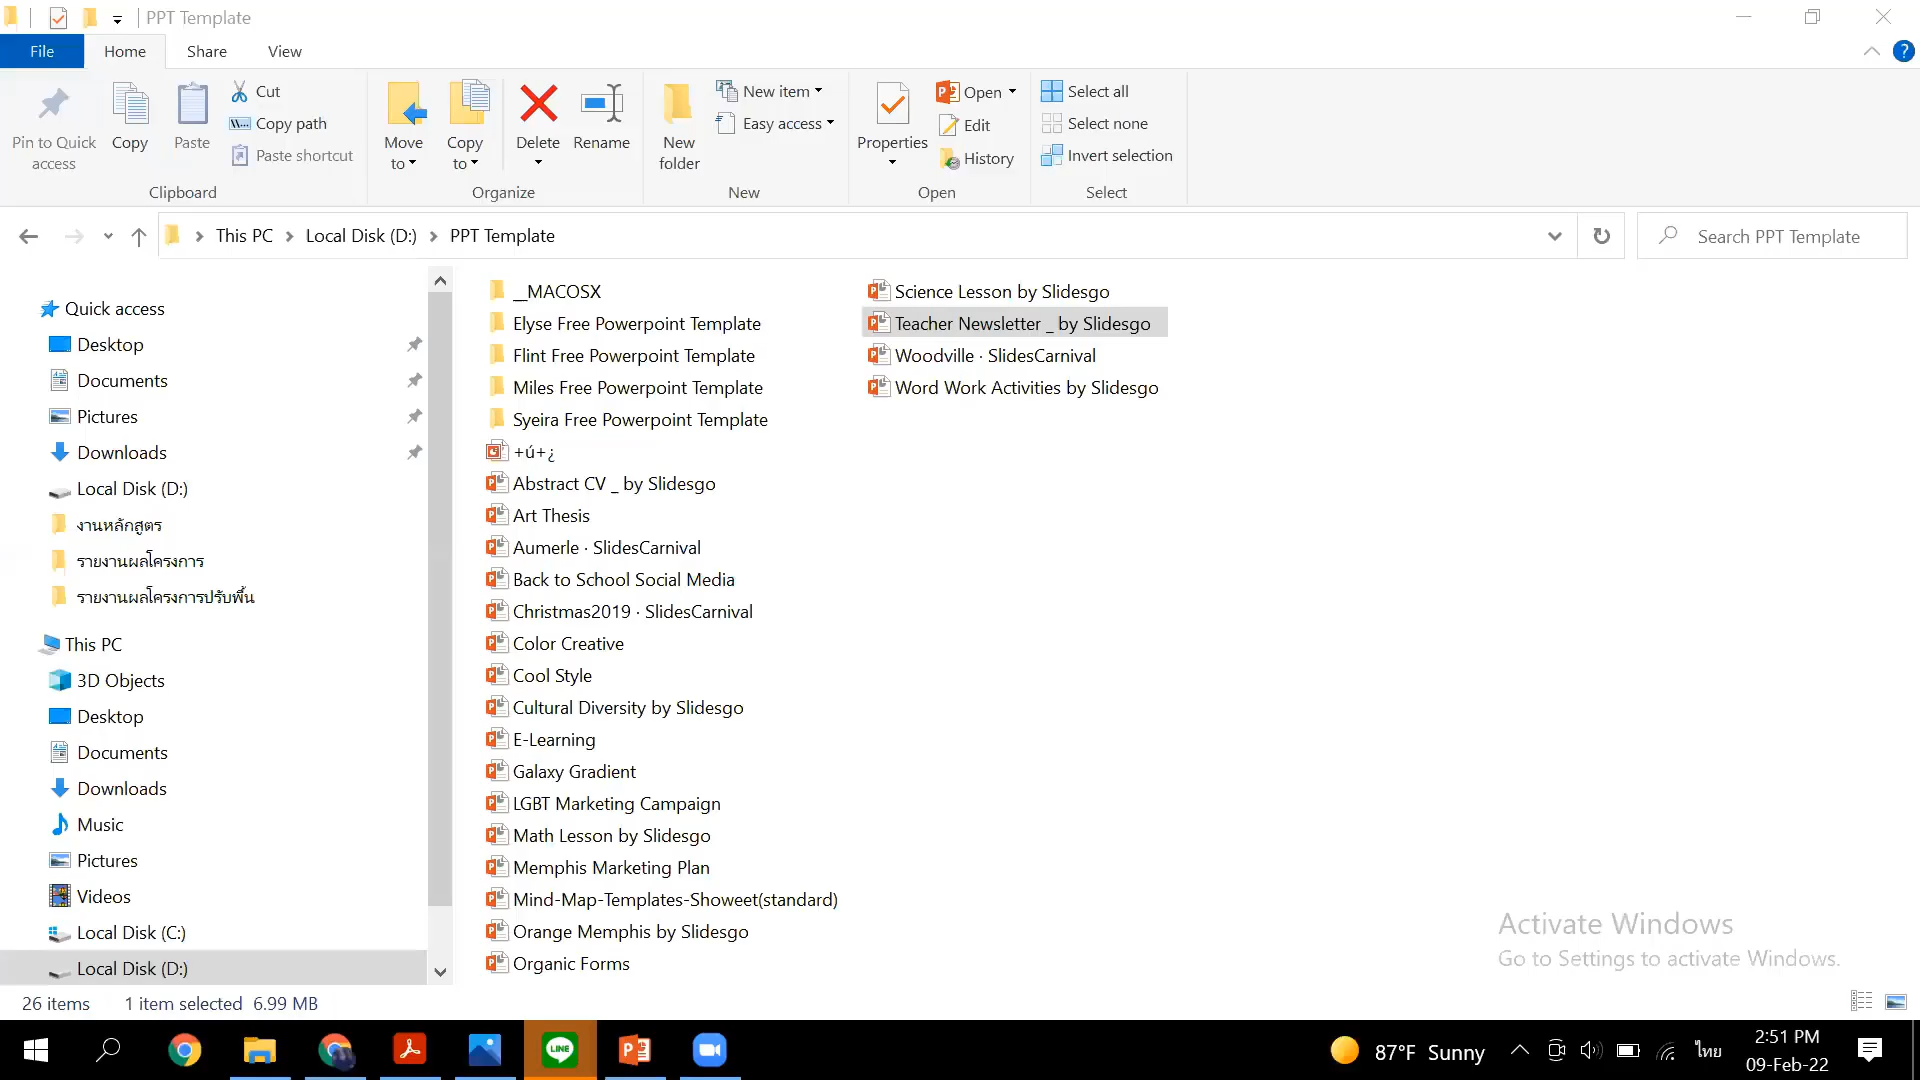 PPT Template
File Home Share View
Pin to Quick access
Copy
Paste
Cut
Copy path
Paste shortcut
Clipboard
Move to
Copy to
Delete
Rename
Organize
New folder
New item
Easy access
New
Properties
Open
Edit
History
Open
Select all
Select none
Invert selection
Select
This PC Local Disk (D:) PPT Template
Search PPT Template
Quick access
Desktop
Documents
Pictures
Downloads
Local Disk (D:)
งานหลักสูตร
รายงานผลโครงการ
รายงานผลโครงการปรับพื้น
This PC
3D Objects
Desktop
Documents
Downloads
Music
Pictures
Videos
Local Disk (C:)
Local Disk (D:)
__MACOSX
Elyse Free Powerpoint Template
Flint Free Powerpoint Template
Miles Free Powerpoint Template
Syeira Free Powerpoint Template
+ú+¿
Abstract CV _ by Slidesgo
Art Thesis
Aumerle · SlidesCarnival
Back to School Social Media
Christmas2019 · SlidesCarnival
Color Creative
Cool Style
Cultural Diversity by Slidesgo
E-Learning
Galaxy Gradient
LGBT Marketing Campaign
Math Lesson by Slidesgo
Memphis Marketing Plan
Mind-Map-Templates-Showeet(standard)
Orange Memphis by Slidesgo
Organic Forms
Science Lesson by Slidesgo
Teacher Newsletter _ by Slidesgo
Woodville · SlidesCarnival
Word Work Activities by Slidesgo
Activate Windows
Go to Settings to activate Windows.
26 items 1 item selected 6.99 MB
LINE
87°F Sunny
ไทย
2:51 PM
09-Feb-22